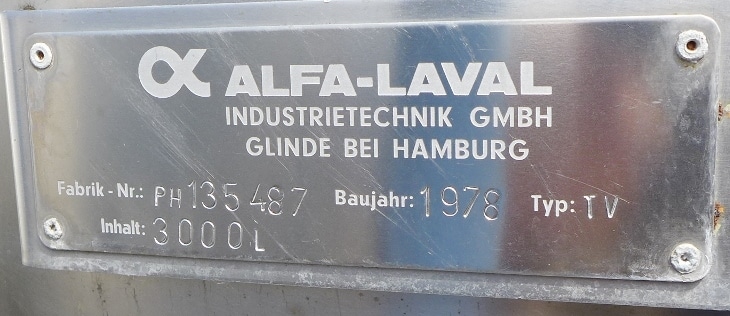 α ALFA-LAVAL
INDUSTRIETECHNIK GMBH
GLINDE BEI HAMBURG
Fabrik-Nr.: PH135487 Baujahr: 1978 Typ: TV
Inhalt: 3000L